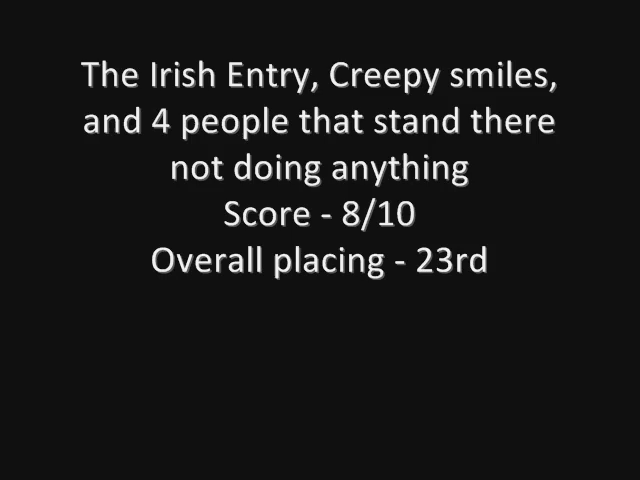 The Irish Entry, Creepy smiles,
and 4 people that stand there
not doing anything
Score - 8/10
Overall placing - 23rd